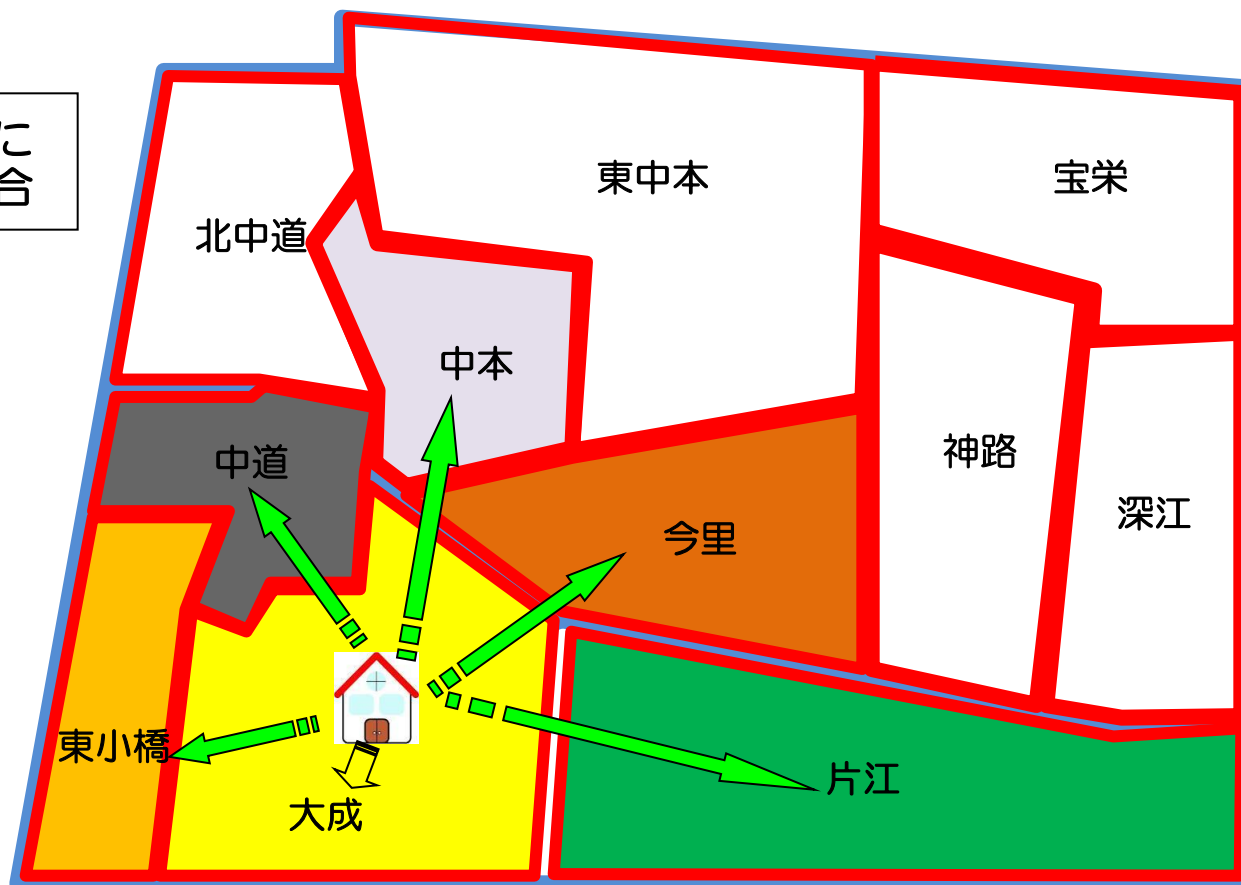 に
合
東中本
宝栄
北中道
中本
神路
中道
深江
今里
東小橋
片江
大成